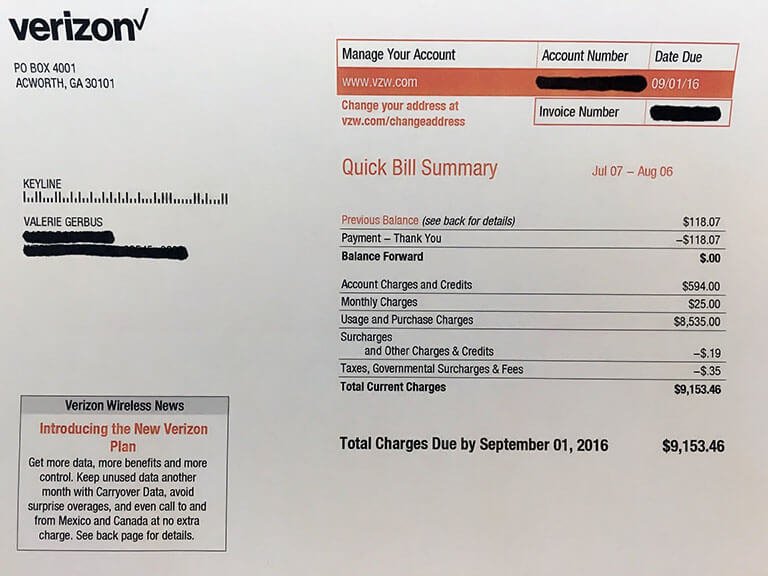 verizon✓
PO BOX 4001
ACWORTH, GA 30101
Manage Your Account Account Number Date Due
www.vzw.com 09/01/16
Change your address at
vzw.com/changeaddress
Invoice Number
KEYLINE
VALERIE GERBUS
Quick Bill Summary Jul 07 – Aug 06
Previous Balance (see back for details) $118.07
Payment – Thank You –$118.07
Balance Forward $.00
Account Charges and Credits $594.00
Monthly Charges $25.00
Usage and Purchase Charges $8,535.00
Surcharges
and Other Charges & Credits –$.19
Taxes, Governmental Surcharges & Fees –$.35
Total Current Charges $9,153.46
Total Charges Due by September 01, 2016 $9,153.46
Verizon Wireless News
Introducing the New Verizon
Plan
Get more data, more benefits and more
control. Keep unused data another
month with Carryover Data, avoid
surprise overages, and even call to and
from Mexico and Canada at no extra
charge. See back page for details.